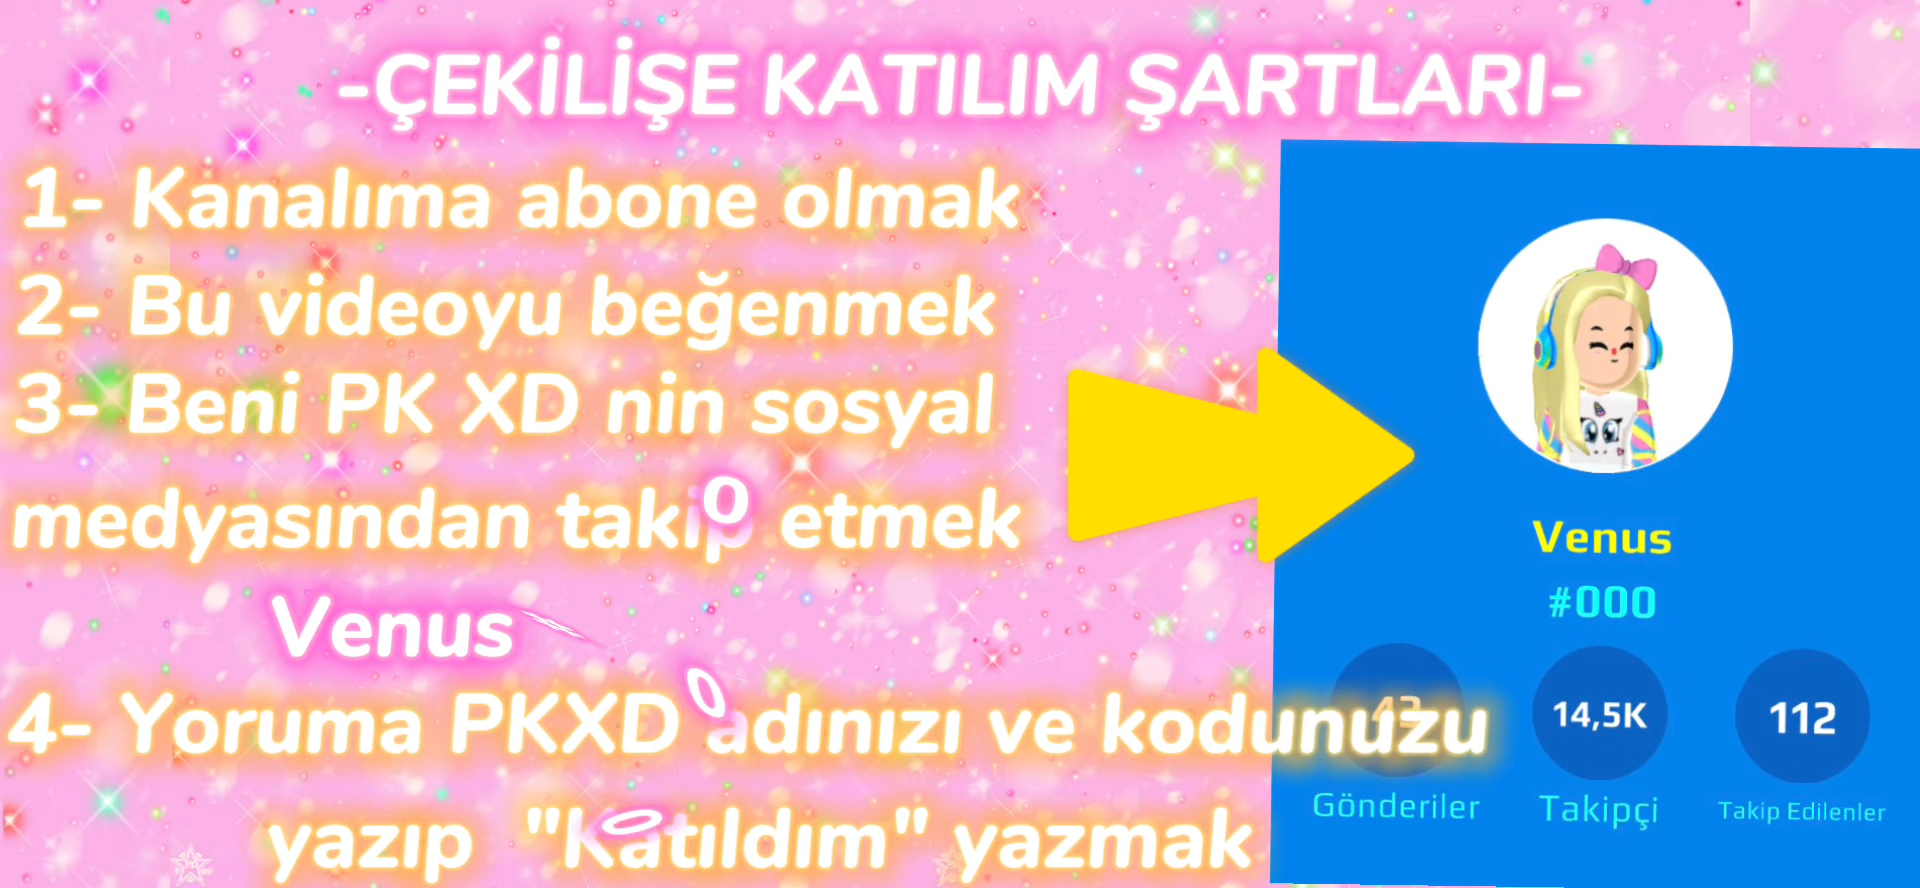 -ÇEKİLİŞE KATILIM ŞARTLARI-
1- Kanalıma abone olmak
2- Bu videoyu beğenmek
3- Beni PK XD nin sosyal
medyasından takip etmek
Venus
4- Yoruma PKXD adınızı ve kodunuzu
yazıp "Katıldım" yazmak
Venus
#000
43 14,5K 112
Gönderiler Takipçi Takip Edilenler